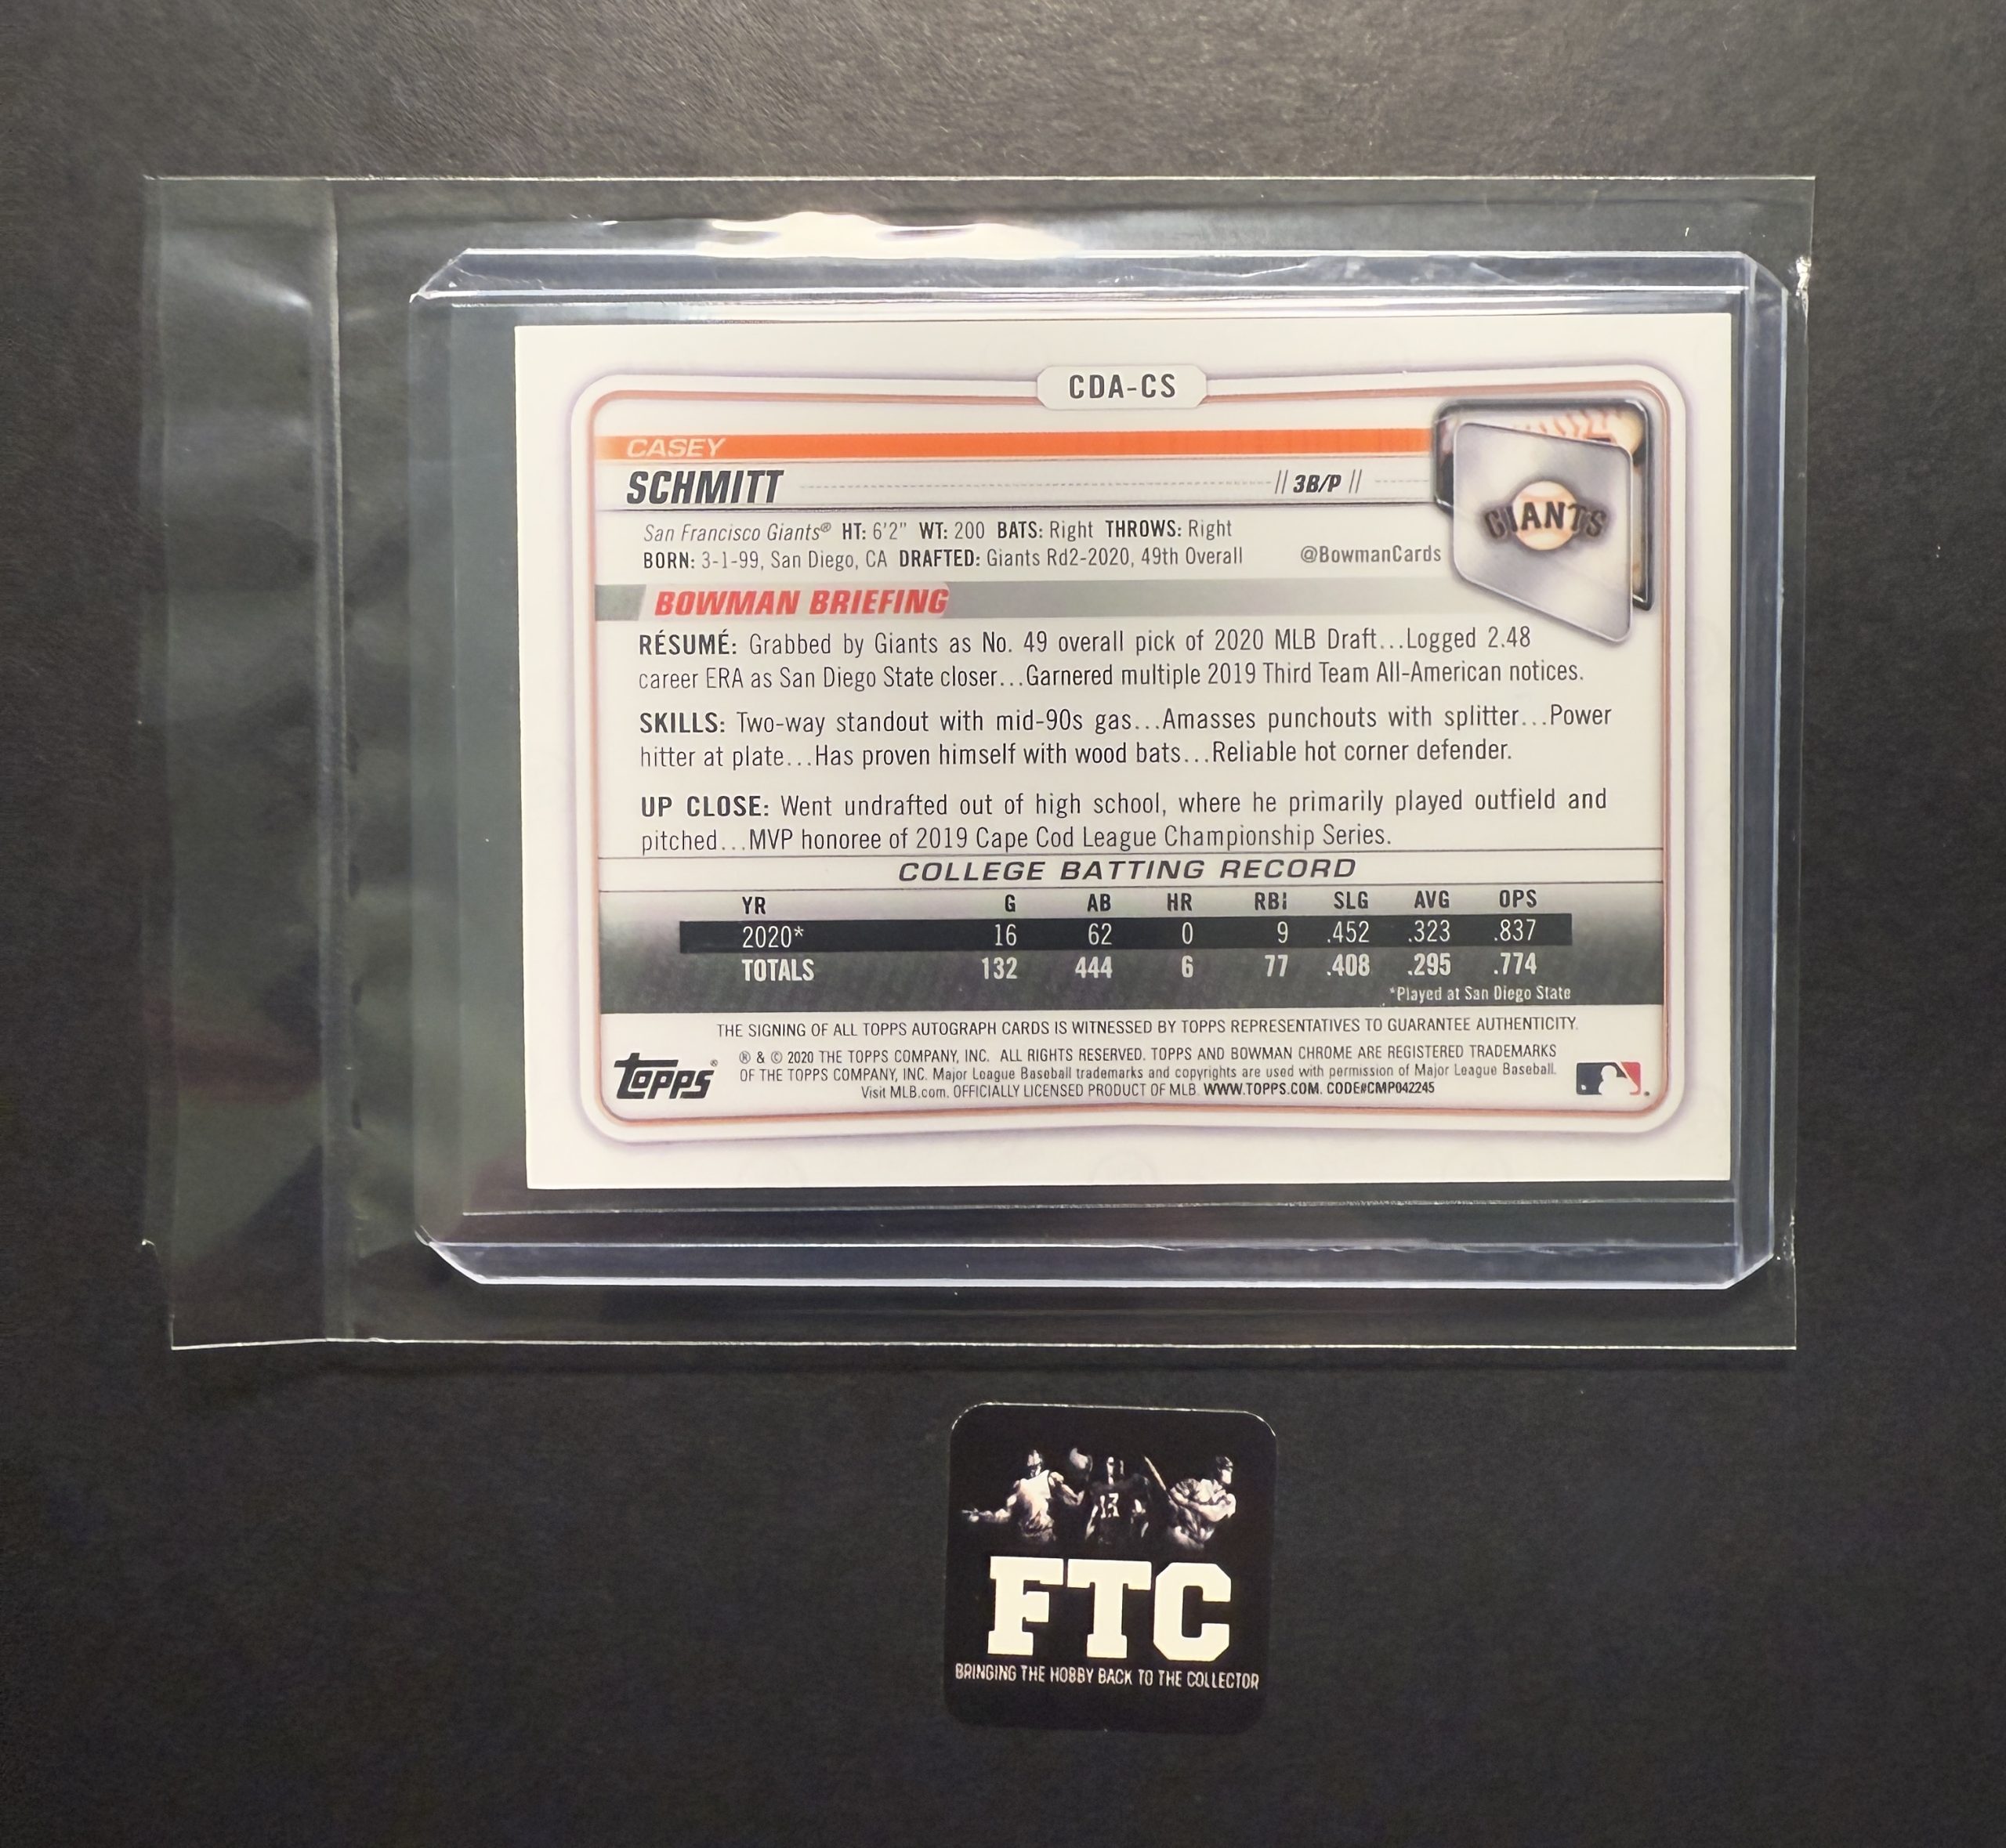 CDA-CS
CASEY
SCHMITT // 3B/P //
San Francisco Giants® HT: 6'2" WT: 200 BATS: Right THROWS: Right
BORN: 3-1-99, San Diego, CA DRAFTED: Giants Rd2-2020, 49th Overall @BowmanCards
GIANTS
BOWMAN BRIEFING
RÉSUMÉ: Grabbed by Giants as No. 49 overall pick of 2020 MLB Draft...Logged 2.48
career ERA as San Diego State closer...Garnered multiple 2019 Third Team All-American notices.
SKILLS: Two-way standout with mid-90s gas...Amasses punchouts with splitter...Power
hitter at plate...Has proven himself with wood bats...Reliable hot corner defender.
UP CLOSE: Went undrafted out of high school, where he primarily played outfield and
pitched...MVP honoree of 2019 Cape Cod League Championship Series.
COLLEGE BATTING RECORD
YR G AB HR RBI SLG AVG OPS
2020* 16 62 0 9 .452 .323 .837
TOTALS 132 444 6 77 .408 .295 .774
*Played at San Diego State
THE SIGNING OF ALL TOPPS AUTOGRAPH CARDS IS WITNESSED BY TOPPS REPRESENTATIVES TO GUARANTEE AUTHENTICITY.
Topps®
® & © 2020 THE TOPPS COMPANY, INC. ALL RIGHTS RESERVED. TOPPS AND BOWMAN CHROME ARE REGISTERED TRADEMARKS
OF THE TOPPS COMPANY, INC. Major League Baseball trademarks and copyrights are used with permission of Major League Baseball.
Visit MLB.com. OFFICIALLY LICENSED PRODUCT OF MLB. WWW.TOPPS.COM. CODE#CMP042245
13
FTC
BRINGING THE HOBBY BACK TO THE COLLECTOR